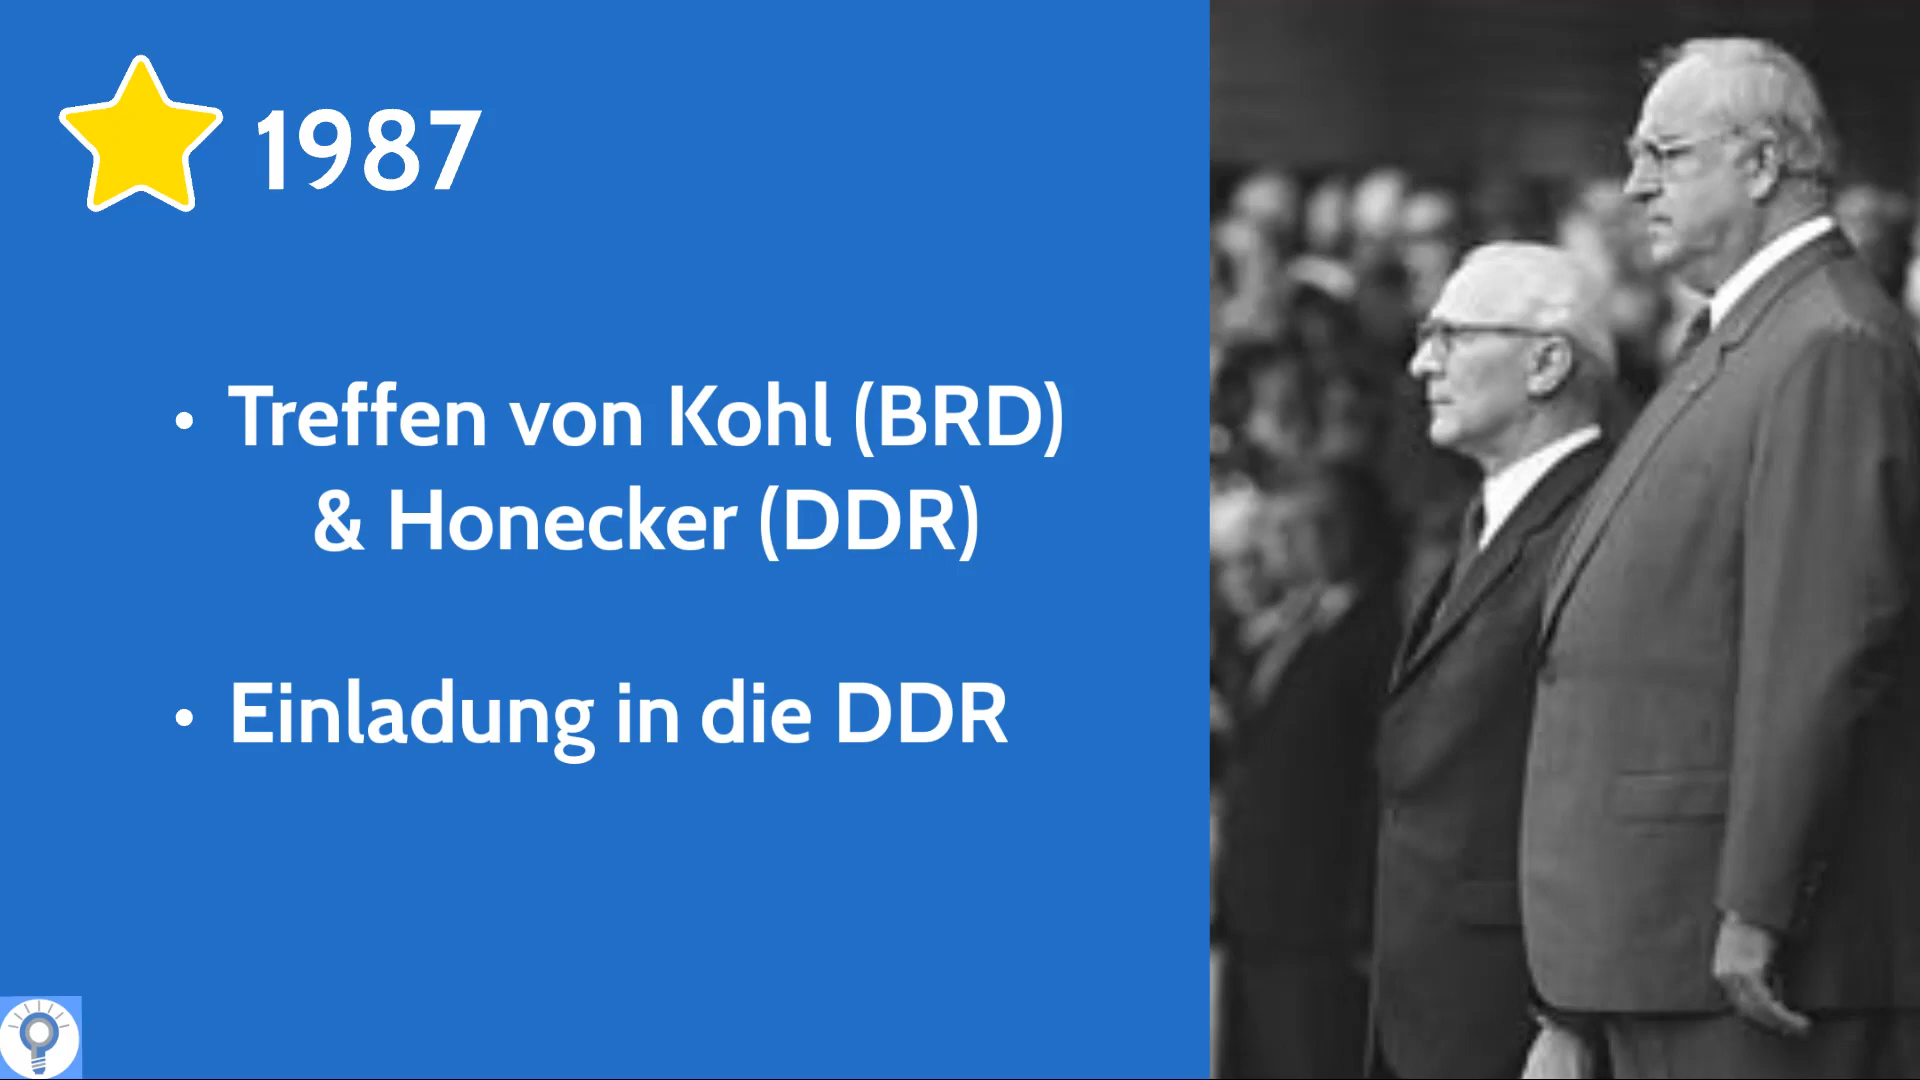 1987
• Treffen von Kohl (BRD)
& Honecker (DDR)
• Einladung in die DDR